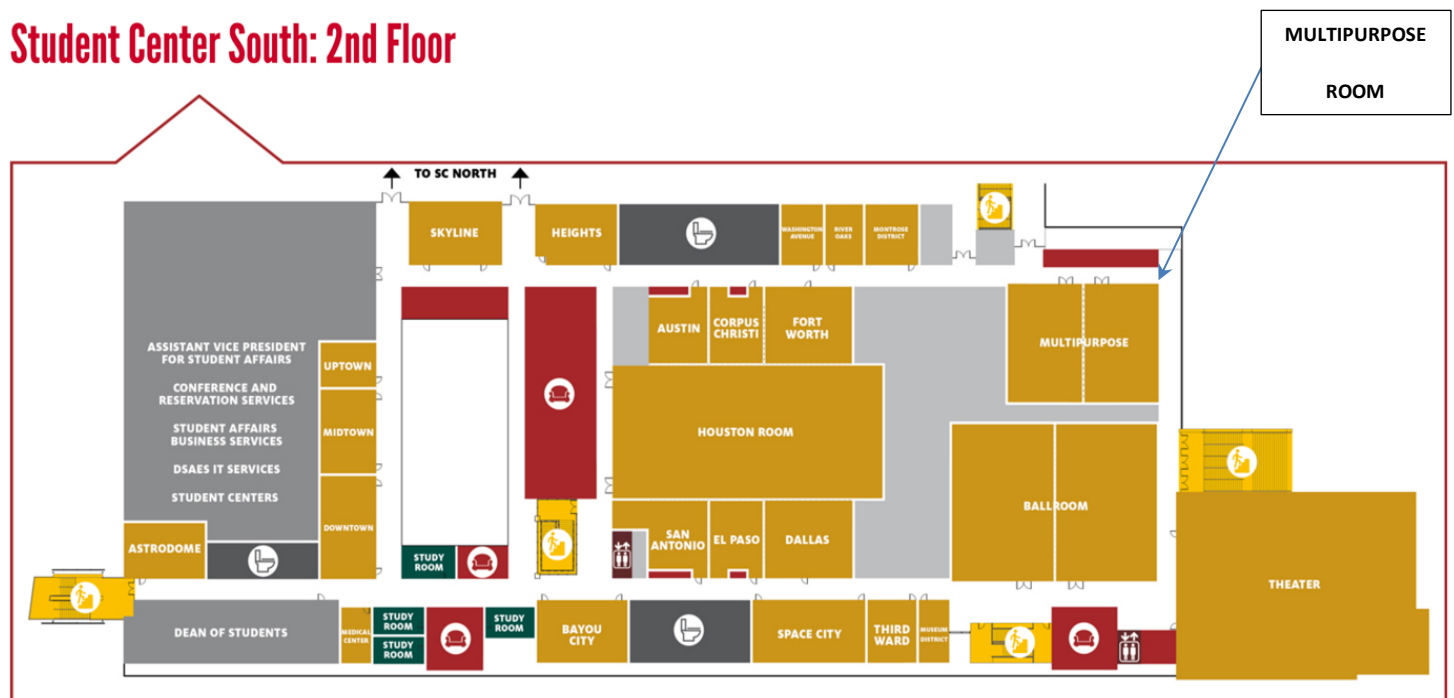 Student Center South: 2nd Floor
MULTIPURPOSE
ROOM
TO SC NORTH
SKYLINE
HEIGHTS
WASHINGTON
AVENUE
RIVER
OAKS
MONTROSE
DISTRICT
ASSISTANT VICE PRESIDENT
FOR STUDENT AFFAIRS
CONFERENCE AND
RESERVATION SERVICES
STUDENT AFFAIRS
BUSINESS SERVICES
DSAES IT SERVICES
STUDENT CENTERS
UPTOWN
MIDTOWN
DOWNTOWN
ASTRODOME
AUSTIN
CORPUS
CHRISTI
FORT
WORTH
MULTIPURPOSE
HOUSTON ROOM
SAN
ANTONIO
EL PASO
DALLAS
BALLROOM
THEATER
STUDY
ROOM
DEAN OF STUDENTS
MEDICAL
CENTER
STUDY
ROOM
STUDY
ROOM
STUDY
ROOM
BAYOU
CITY
SPACE CITY
THIRD
WARD
MUSEUM
DISTRICT